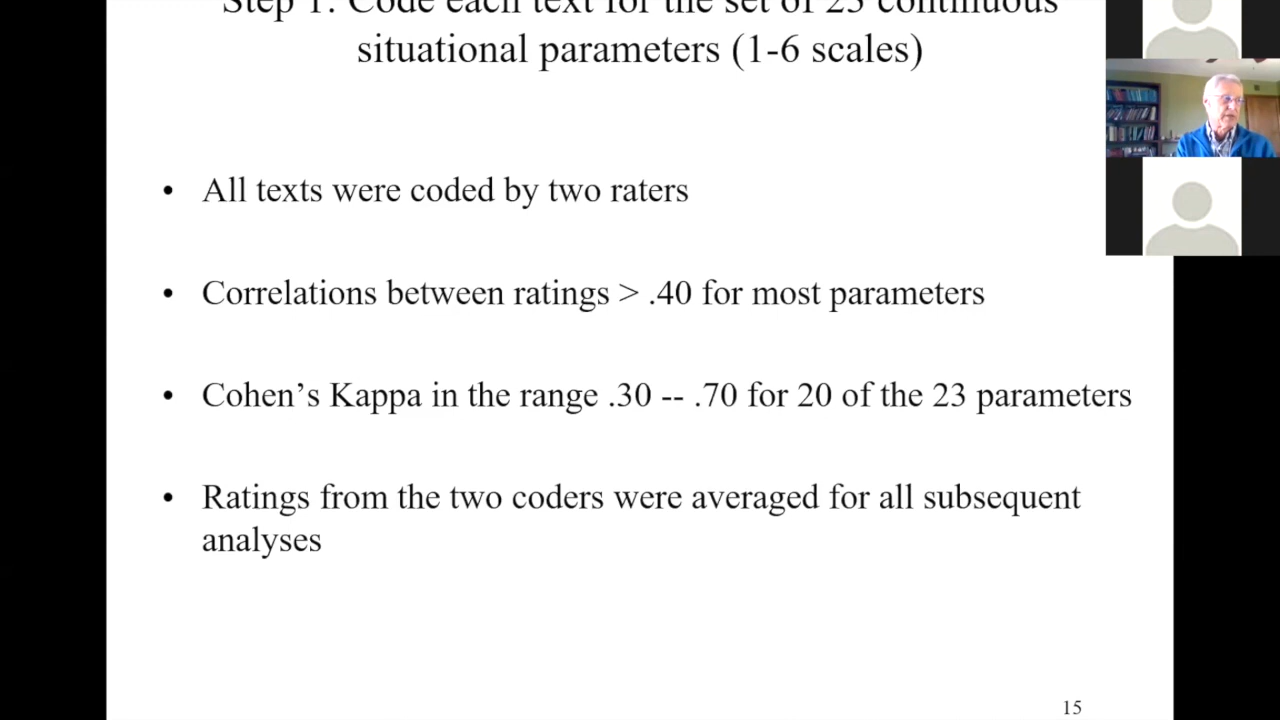 Step 1: Code each text for the set of 23 continuous
situational parameters (1-6 scales)
• All texts were coded by two raters
• Correlations between ratings > .40 for most parameters
• Cohen’s Kappa in the range .30 -- .70 for 20 of the 23 parameters
• Ratings from the two coders were averaged for all subsequent
analyses
15